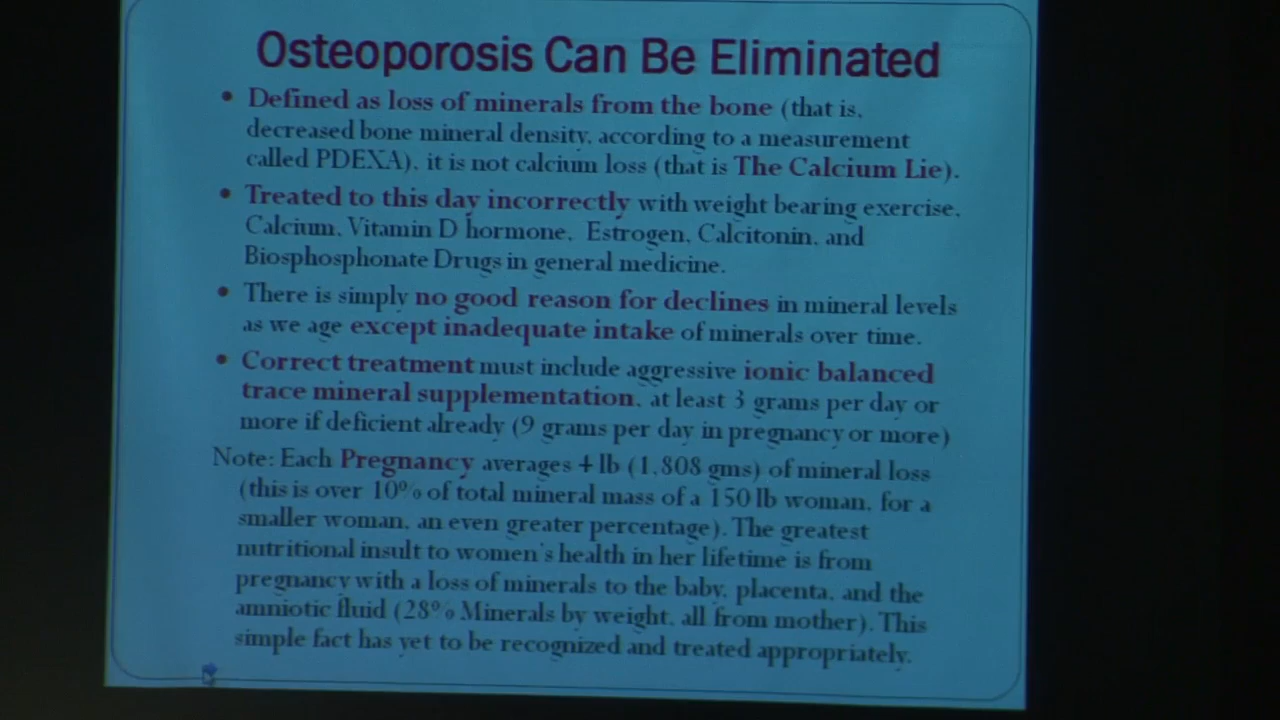 Osteoporosis Can Be Eliminated
• Defined as loss of minerals from the bone (that is,
decreased bone mineral density, according to a measurement
called PDEXA), it is not calcium loss (that is The Calcium Lie).
• Treated to this day incorrectly with weight bearing exercise,
Calcium, Vitamin D hormone, Estrogen, Calcitonin, and
Biosphosphonate Drugs in general medicine.
• There is simply no good reason for declines in mineral levels
as we age except inadequate intake of minerals over time.
• Correct treatment must include aggressive ionic balanced
trace mineral supplementation, at least 3 grams per day or
more if deficient already (9 grams per day in pregnancy or more)
Note: Each Pregnancy averages 4 lb (1,808 gms) of mineral loss
(this is over 10% of total mineral mass of a 150 lb woman, for a
smaller woman, an even greater percentage). The greatest
nutritional insult to women's health in her lifetime is from
pregnancy with a loss of minerals to the baby, placenta, and the
amniotic fluid (28% Minerals by weight, all from mother). This
simple fact has yet to be recognized and treated appropriately.